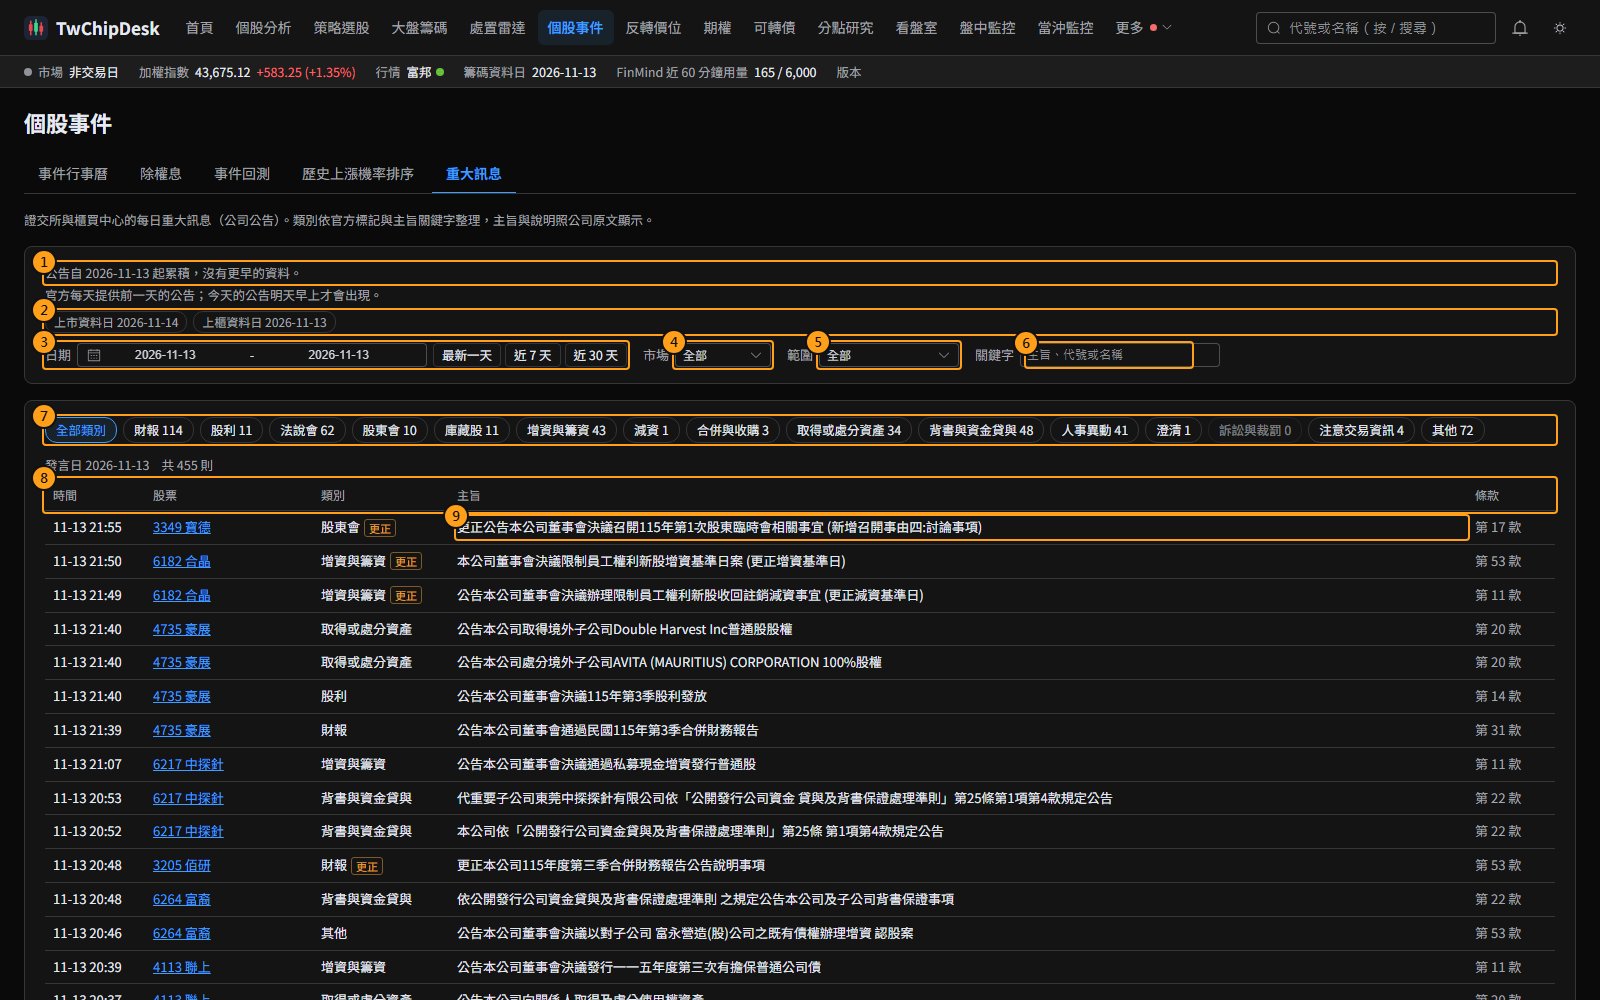 TwChipDesk 首頁 個股分析 策略選股 大盤籌碼 處置雷達 個股事件 反轉價位 期權 可轉債 分點研究 看盤室 盤中監控 當沖監控 更多 代號或名稱 ( 按 / 搜尋 )
市場 非交易日 加權指數 43,675.12 +583.25 (+1.35%) 行情 富邦 籌碼資料日 2026-11-13 FinMind 近 60 分鐘用量 165 / 6,000 版本
個股事件
事件行事曆 除權息 事件回測 歷史上漲機率排序 重大訊息
證交所與櫃買中心的每日重大訊息（公司公告）。類別依官方標記與主旨關鍵字整理，主旨與說明照公司原文顯示。
1
公告自 2026-11-13 起累積，沒有更早的資料。
官方每天提供前一天的公告；今天的公告明天早上才會出現。
2
上市資料日 2026-11-14 上櫃資料日 2026-11-13
3 4 5 6
日期 2026-11-13 - 2026-11-13 最新一天 近 7 天 近 30 天 市場 全部 範圍 全部 關鍵字 主旨、代號或名稱
7
全部類別 財報 114 股利 11 法說會 62 股東會 10 庫藏股 11 增資與籌資 43 減資 1 合併與收購 3 取得或處分資產 34 背書與資金貸與 48 人事異動 41 澄清 1 訴訟與裁罰 0 注意交易資訊 4 其他 72
發言日 2026-11-13 共 455 則
8
時間 股票 類別 主旨 條款
9
11-13 21:55 3349 寶德 股東會 更正 更正公告本公司董事會決議召開115年第1次股東臨時會相關事宜 (新增召開事由四:討論事項) 第 17 款
11-13 21:50 6182 合晶 增資與籌資 更正 本公司董事會決議限制員工權利新股增資基準日案 (更正增資基準日) 第 53 款
11-13 21:49 6182 合晶 增資與籌資 更正 公告本公司董事會決議辦理限制員工權利新股收回註銷減資事宜 (更正減資基準日) 第 11 款
11-13 21:40 4735 豪展 取得或處分資產 公告本公司取得境外子公司Double Harvest Inc普通股股權 第 20 款
11-13 21:40 4735 豪展 取得或處分資產 公告本公司處分境外子公司AVITA (MAURITIUS) CORPORATION 100%股權 第 20 款
11-13 21:40 4735 豪展 股利 公告本公司董事會決議115年第3季股利發放 第 14 款
11-13 21:39 4735 豪展 財報 公告本公司董事會通過民國115年第3季合併財務報告 第 31 款
11-13 21:07 6217 中探針 增資與籌資 公告本公司董事會決議通過私募現金增資發行普通股 第 11 款
11-13 20:53 6217 中探針 背書與資金貸與 代重要子公司東莞中探探針有限公司依「公開發行公司資金 貸與及背書保證處理準則」第25條第1項第4款規定公告 第 22 款
11-13 20:52 6217 中探針 背書與資金貸與 本公司依「公開發行公司資金貸與及背書保證處理準則」第25條 第1項第4款規定公告 第 22 款
11-13 20:48 3205 佰研 財報 更正 更正本公司115年度第三季合併財務報告公告說明事項 第 53 款
11-13 20:48 6264 富裔 背書與資金貸與 依公開發行公司資金貸與及背書保證處理準則 之規定公告本公司及子公司背書保證事項 第 22 款
11-13 20:46 6264 富裔 其他 公告本公司董事會決議以對子公司 富永營造(股)公司之既有債權辦理增資 認股案 第 53 款
11-13 20:39 4113 聯上 增資與籌資 公告本公司董事會決議發行一一五年度第三次有擔保普通公司債 第 11 款
11-13 20:37 4113 聯上 取得或處分資產 公告本公司向關係人取得及處分使用權資產 第 20 款